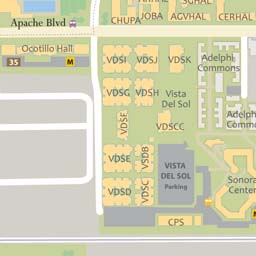 SGHAL
JOBA
AGVHAL
CERHAL
CHUPA
Apache Blvd
Ocotillo Hall
35
M
VDSI
VDSJ
VDSK
M
Adelphi
Commons
VDSG
VDSH
Vista
Del Sol
VDSF
VDSCC
Adelphi
Commons
VDSE
VDSB
VISTA
DEL SOL
Parking
VDSD
VDSC
Sonora
Center
M
CPS